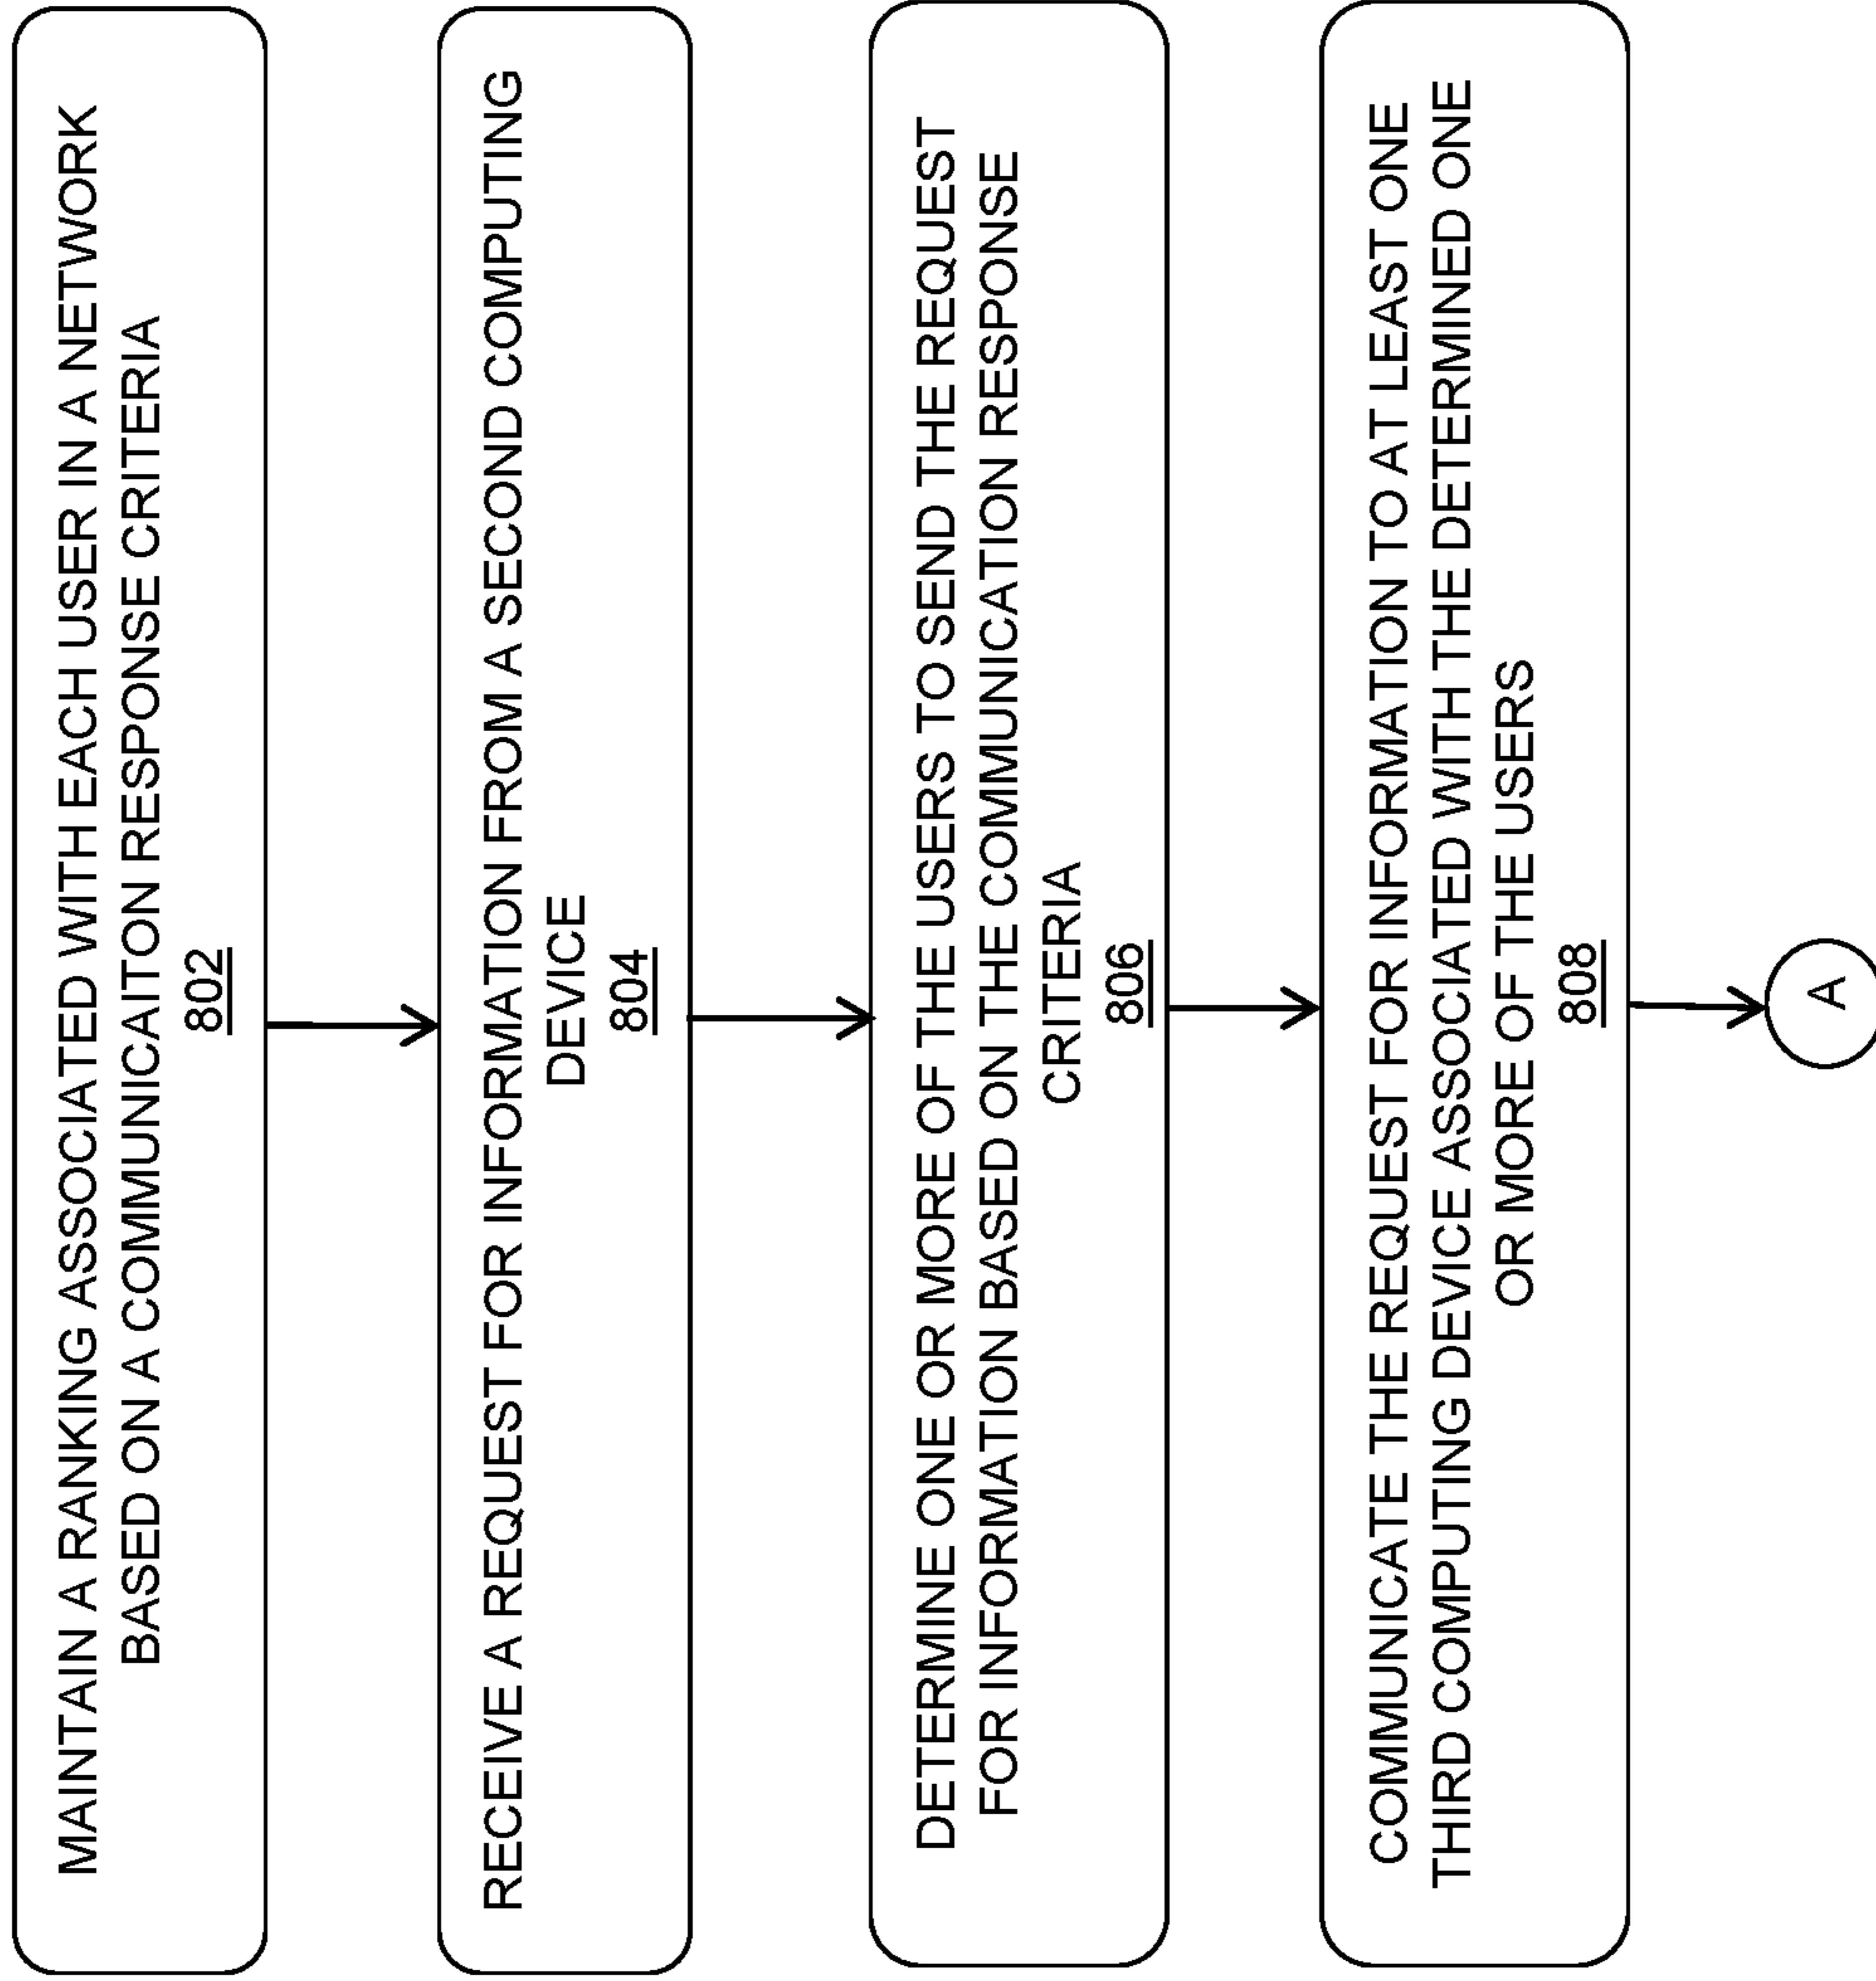 MAINTAIN A RANKING ASSOCIATED WITH EACH USER IN A NETWORK
BASED ON A COMMUNICAITON RESPONSE CRITERIA
802
RECEIVE A REQUEST FOR INFORMATION FROM A SECOND COMPUTING
DEVICE
804
DETERMINE ONE OR MORE OF THE USERS TO SEND THE REQUEST
FOR INFORMATION BASED ON THE COMMUNICATION RESPONSE
CRITERIA
806
COMMUNICATE THE REQUEST FOR INFORMATION TO AT LEAST ONE
THIRD COMPUTING DEVICE ASSOCIATED WITH THE DETERMINED ONE
OR MORE OF THE USERS
808
A